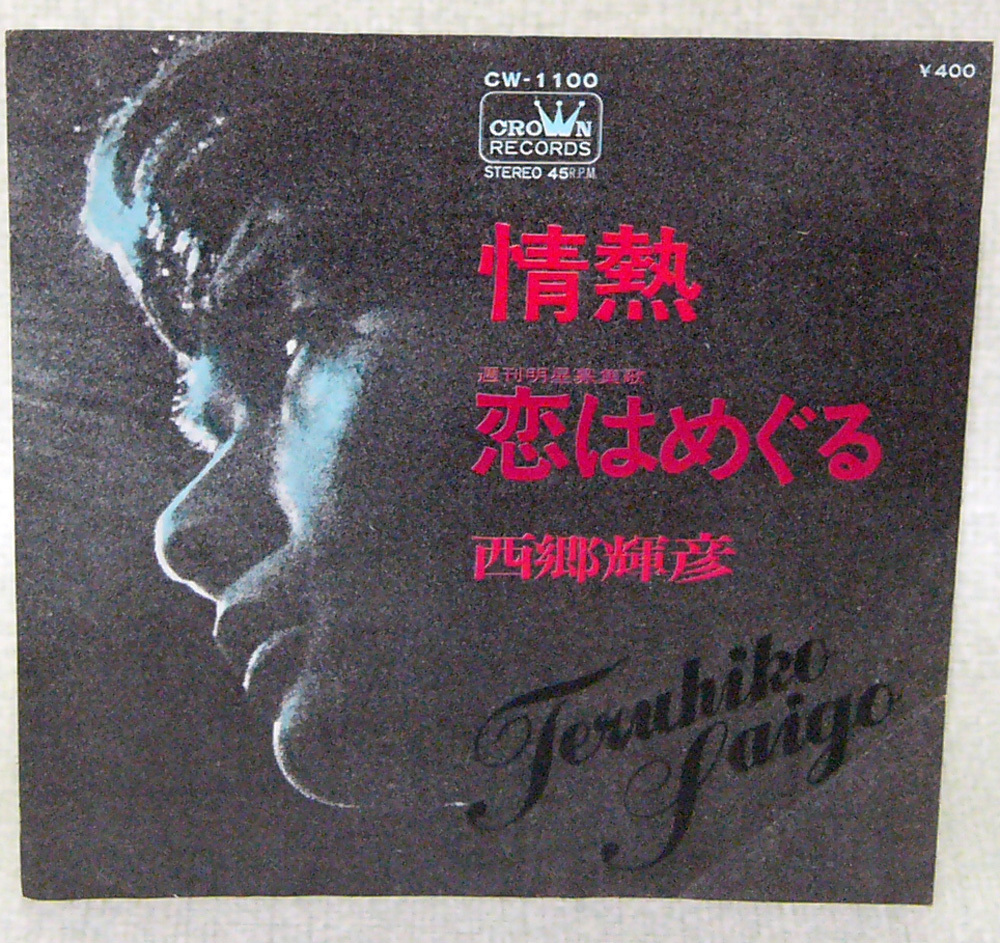 CW-1100
¥400
CROWN
RECORDS
STEREO 45R.P.M.
情熱
週刊明星募集歌
恋はめぐる
西郷輝彦
Teruhiko
Saigo